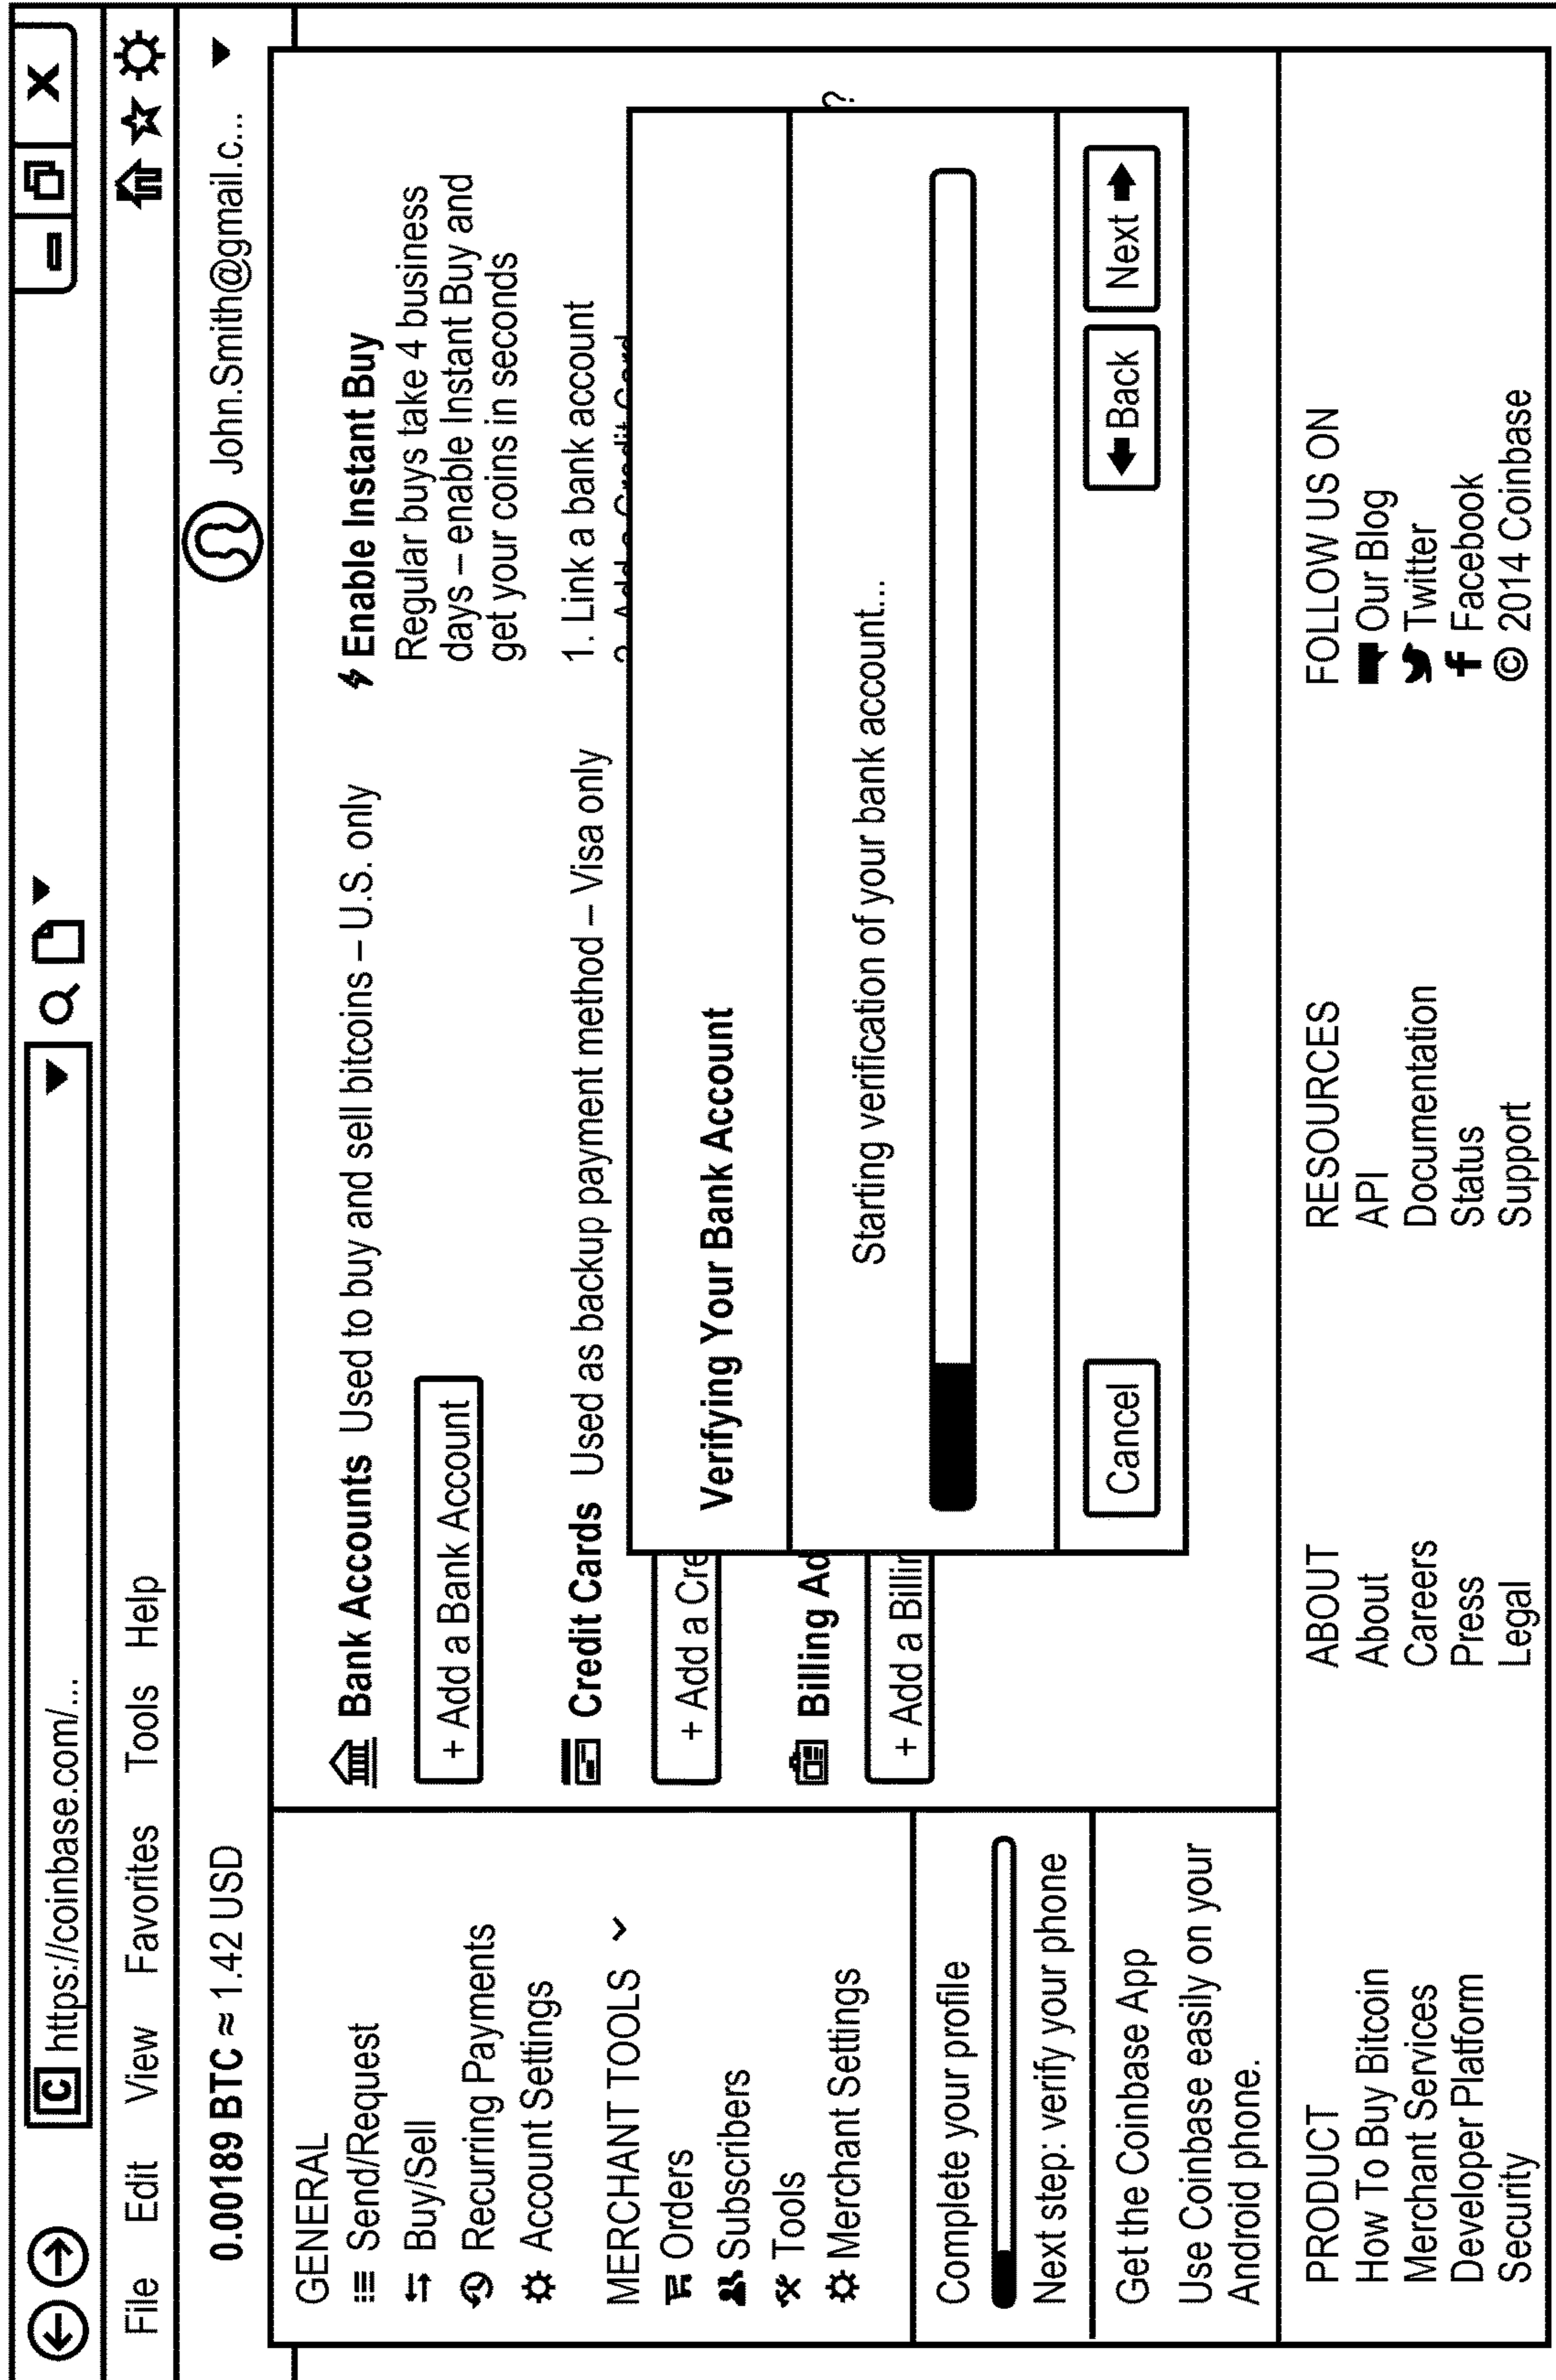 C https://coinbase.com/...
X
File Edit View Favorites Tools Help
0.00189 BTC ≈ 1.42 USD
John.Smith@gmail.c...
GENERAL
Send/Request
Buy/Sell
Recurring Payments
Account Settings
MERCHANT TOOLS
Orders
Subscribers
Tools
Merchant Settings
Complete your profile
Next step: verify your phone
Get the Coinbase App
Use Coinbase easily on your
Android phone.
Bank Accounts Used to buy and sell bitcoins – U.S. only
+ Add a Bank Account
Credit Cards Used as backup payment method – Visa only
+ Add a Cre
Billing Ad
+ Add a Billin
Enable Instant Buy
Regular buys take 4 business
days – enable Instant Buy and
get your coins in seconds
1. Link a bank account
2. Add a Credit Card
?
Verifying Your Bank Account
Starting verification of your bank account...
Cancel
Back
Next
PRODUCT
How To Buy Bitcoin
Merchant Services
Developer Platform
Security
ABOUT
About
Careers
Press
Legal
RESOURCES
API
Documentation
Status
Support
FOLLOW US ON
Our Blog
Twitter
f Facebook
© 2014 Coinbase